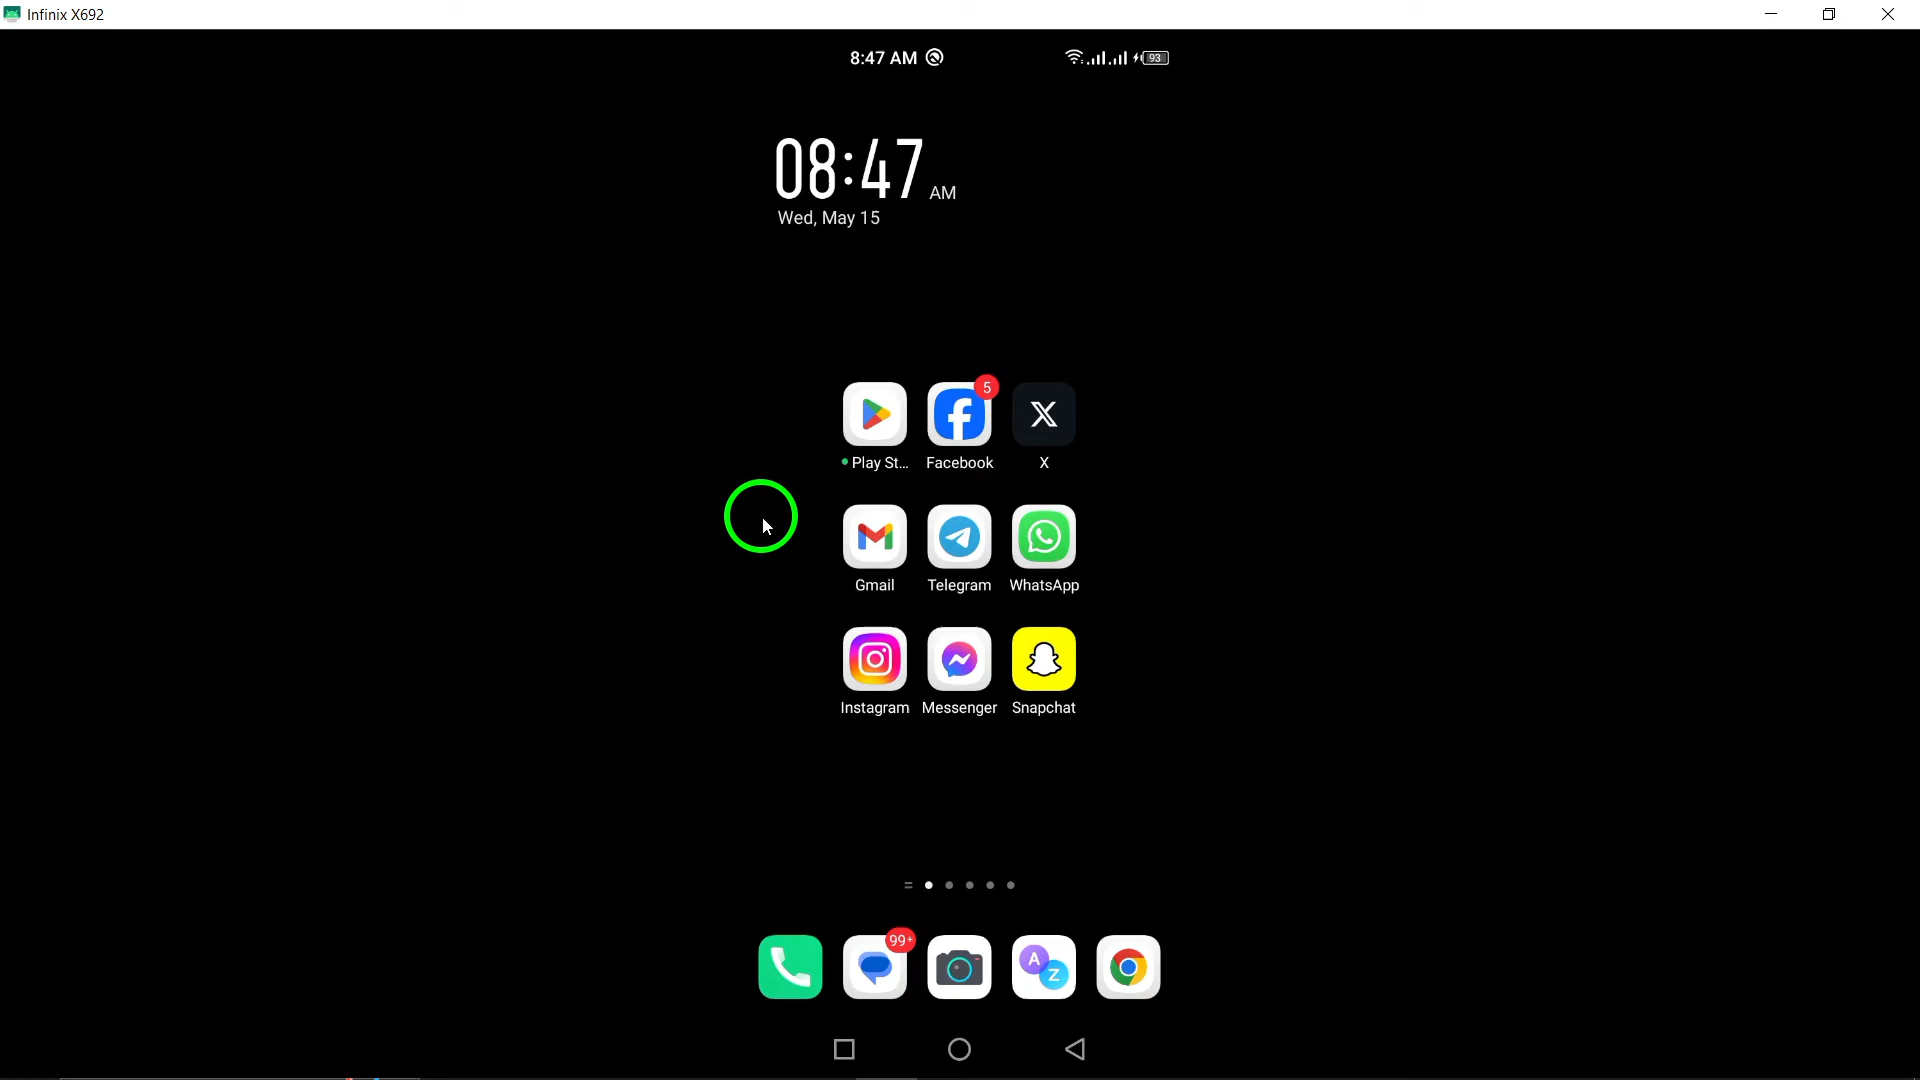 Infinix X692
8:47 AM
93
08:47 AM
Wed, May 15
5
Play St... Facebook X
Gmail Telegram WhatsApp
Instagram Messenger Snapchat
99+
A
Z